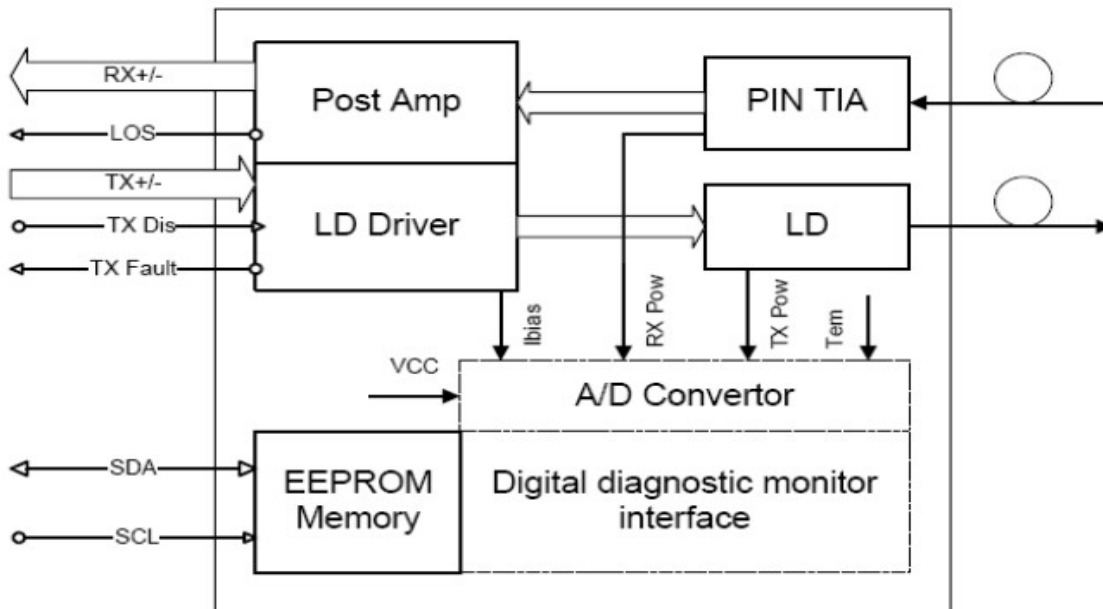 RX+/-
Post Amp
PIN TIA
LOS
TX+/-
TX Dis
LD Driver
LD
TX Fault
Ibias
RX Pow
TX Pow
Tem
VCC
A/D Convertor
SDA
EEPROM
Memory
Digital diagnostic monitor
interface
SCL